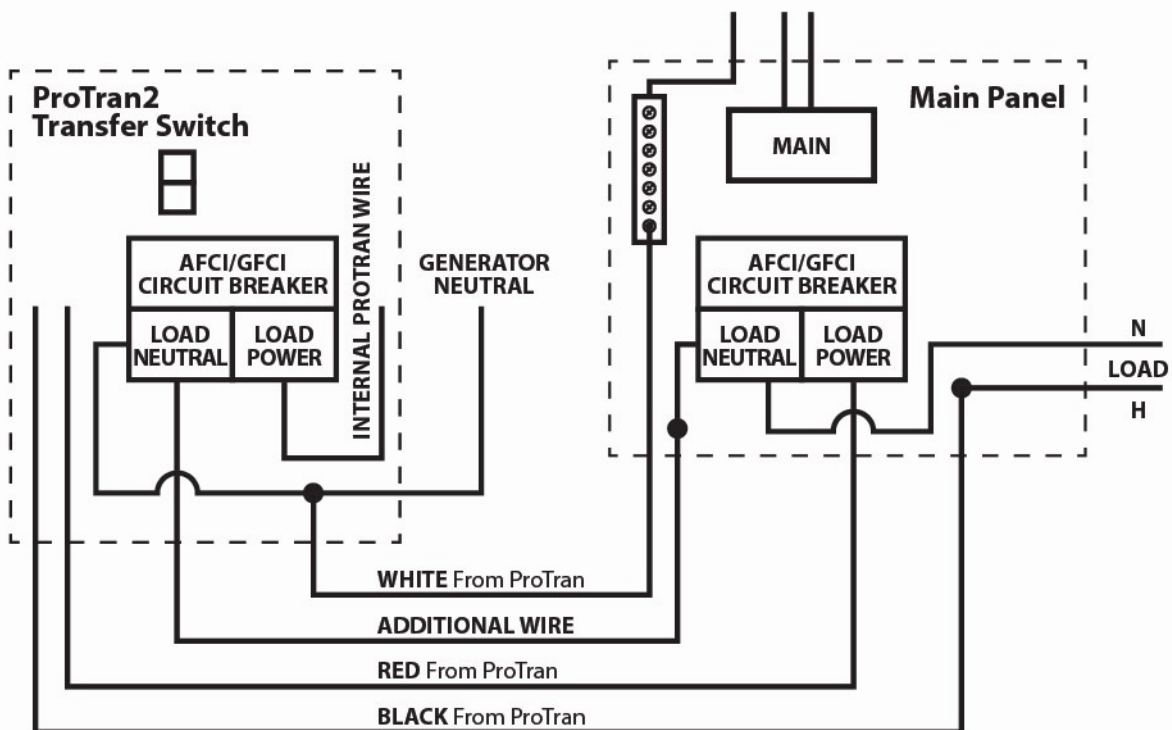 ProTran2
Transfer Switch
AFCI/GFCI
CIRCUIT BREAKER
LOAD
NEUTRAL
LOAD
POWER
INTERNAL PROTRAN WIRE
GENERATOR
NEUTRAL
Main Panel
MAIN
AFCI/GFCI
CIRCUIT BREAKER
LOAD
NEUTRAL
LOAD
POWER
N
LOAD
H
WHITE From ProTran
ADDITIONAL WIRE
RED From ProTran
BLACK From ProTran